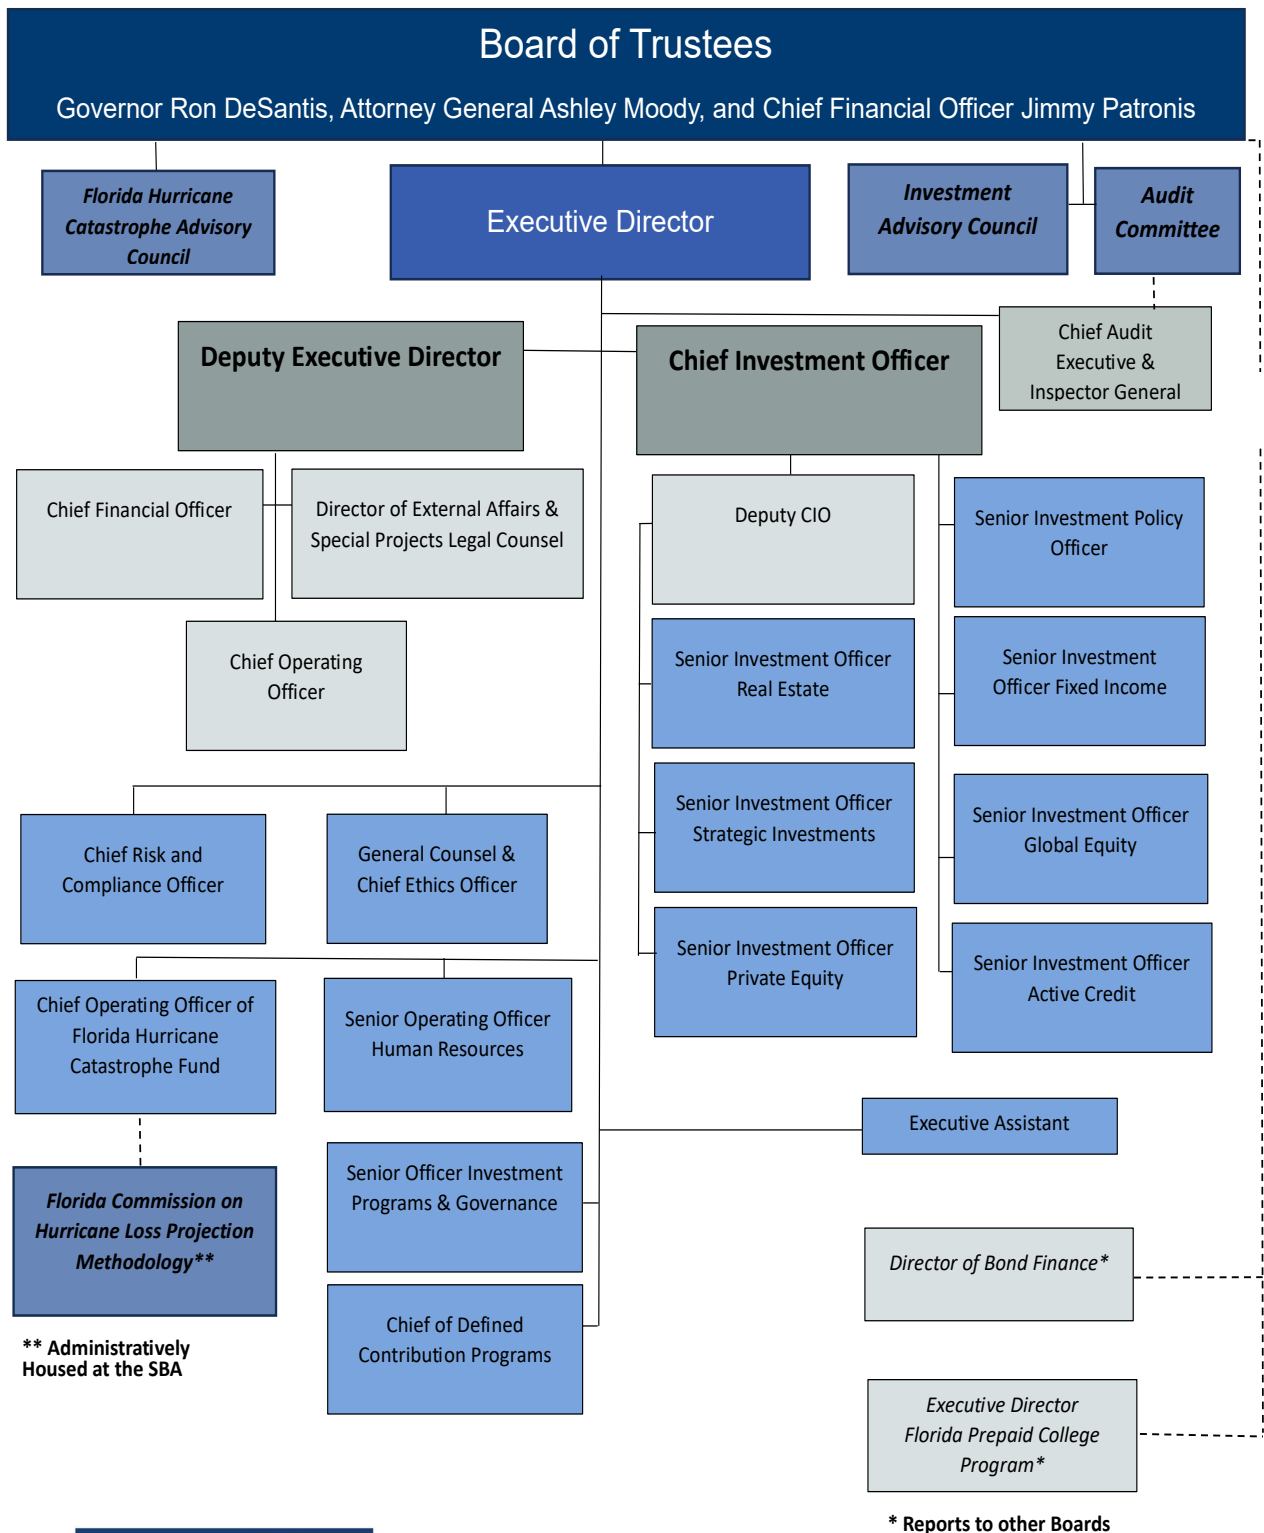 Board of Trustees
Governor Ron DeSantis, Attorney General Ashley Moody, and Chief Financial Officer Jimmy Patronis
Florida Hurricane
Catastrophe Advisory
Council
Executive Director
Investment
Advisory Council
Audit
Committee
Chief Audit
Executive &
Inspector General
Deputy Executive Director
Chief Investment Officer
Chief Financial Officer
Director of External Affairs &
Special Projects Legal Counsel
Chief Operating
Officer
Deputy CIO
Senior Investment Policy
Officer
Senior Investment Officer
Real Estate
Senior Investment
Officer Fixed Income
Senior Investment Officer
Strategic Investments
Senior Investment Officer
Global Equity
Senior Investment Officer
Private Equity
Senior Investment Officer
Active Credit
Chief Risk and
Compliance Officer
General Counsel &
Chief Ethics Officer
Chief Operating Officer of
Florida Hurricane
Catastrophe Fund
Senior Operating Officer
Human Resources
Executive Assistant
Florida Commission on
Hurricane Loss Projection
Methodology**
Senior Officer Investment
Programs & Governance
** Administratively
Housed at the SBA
Chief of Defined
Contribution Programs
Director of Bond Finance*
Executive Director
Florida Prepaid College
Program*
* Reports to other Boards